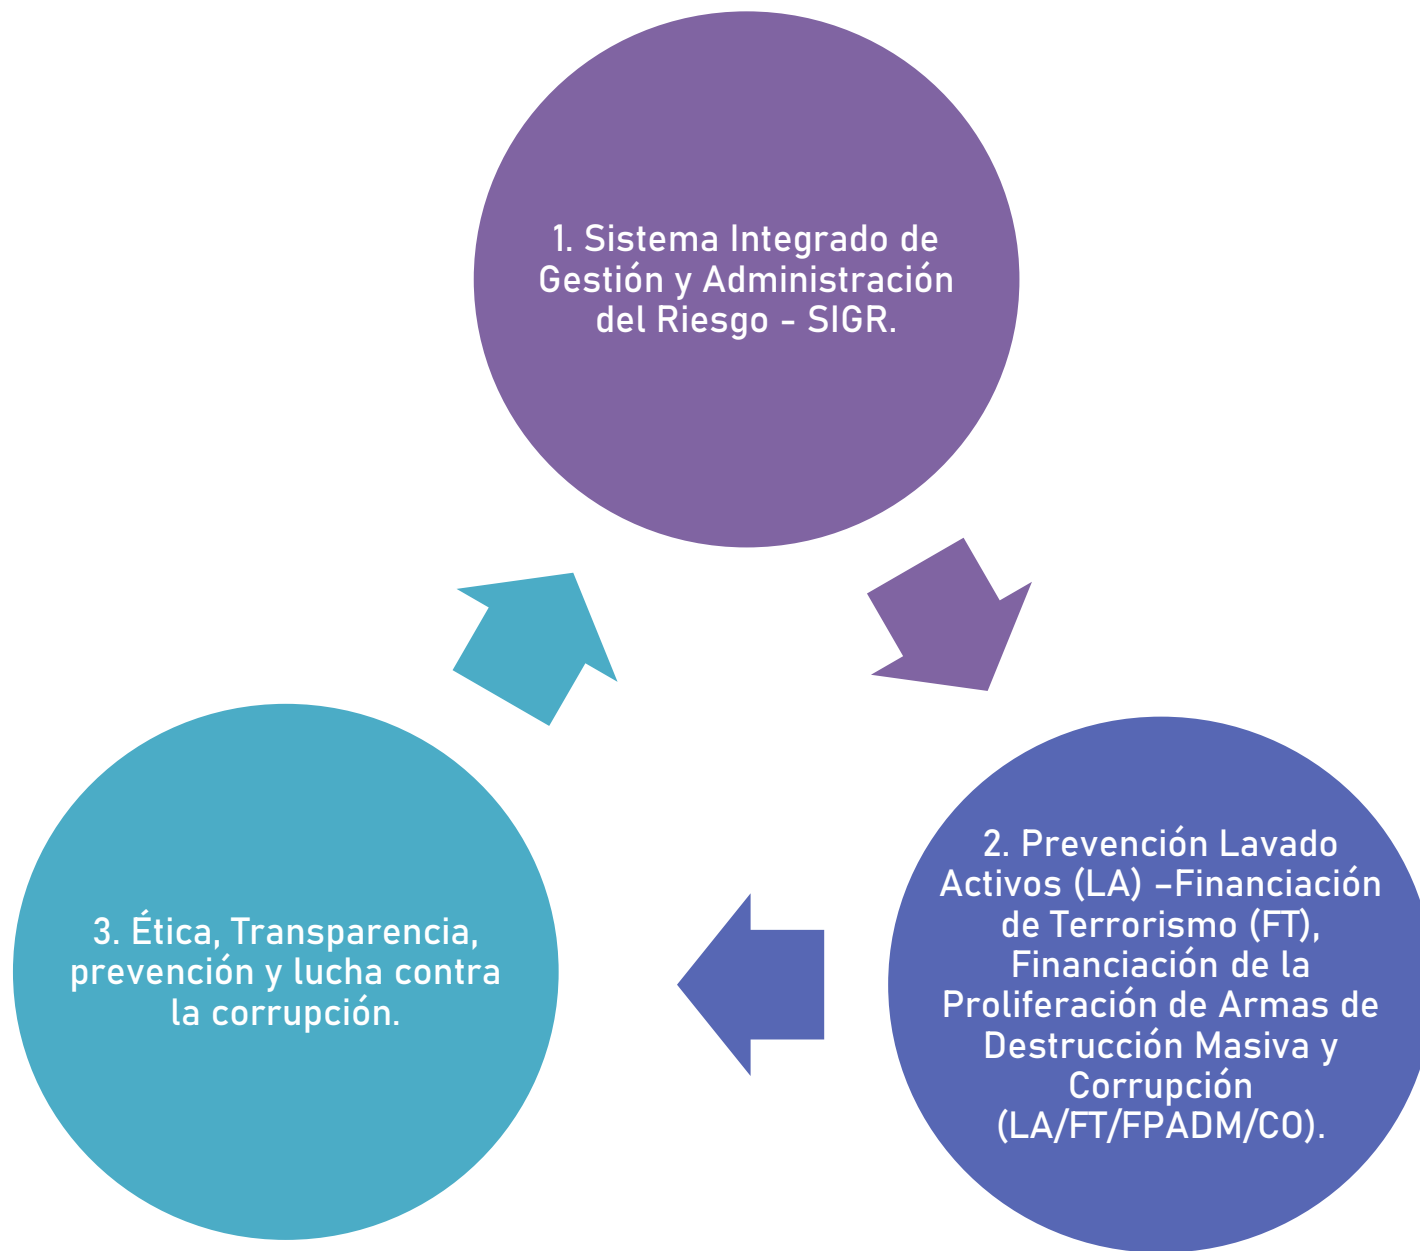 1. Sistema Integrado de
Gestión y Administración
del Riesgo - SIGR.
2. Prevención Lavado
Activos (LA) –Financiación
de Terrorismo (FT),
Financiación de la
Proliferación de Armas de
Destrucción Masiva y
Corrupción
(LA/FT/FPADM/CO).
3. Ética, Transparencia,
prevención y lucha contra
la corrupción.